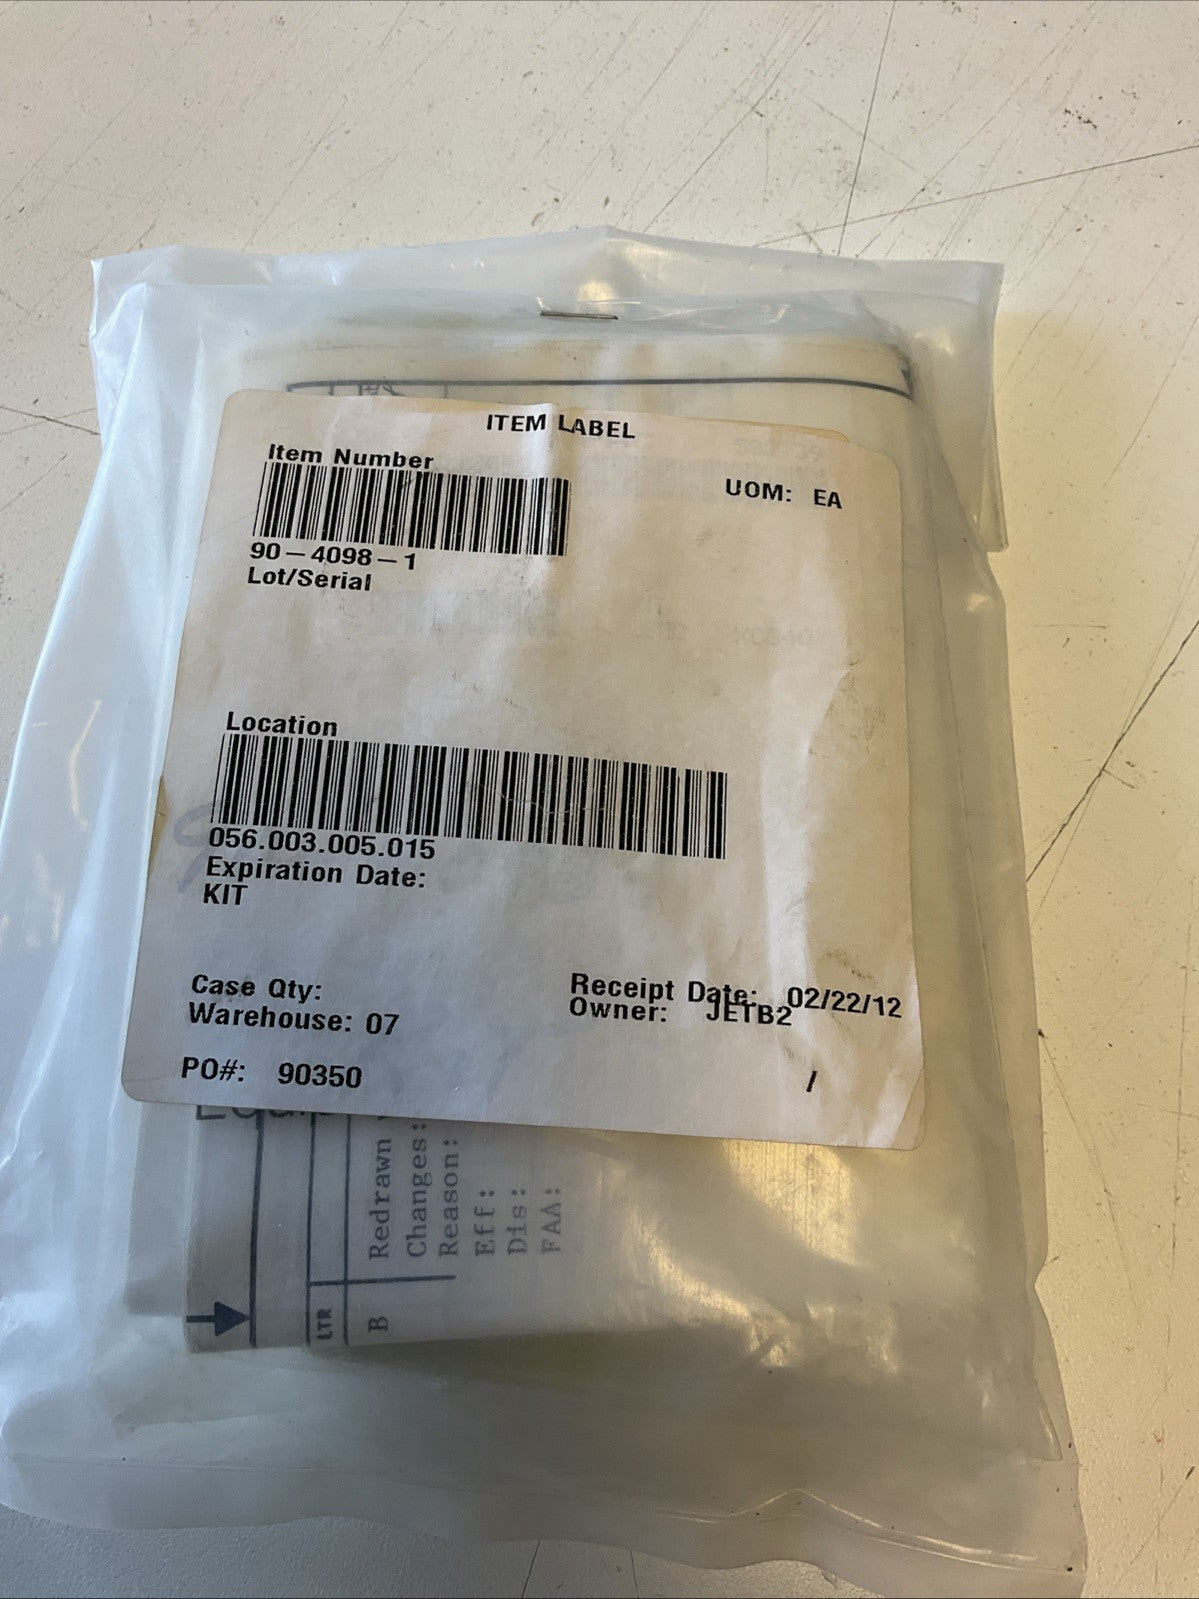 ITEM LABEL
Item Number
UOM: EA
90-4098-1
Lot/Serial
Location
056.003.005.015
Expiration Date:
KIT
Case Qty:
Receipt Date: 02/22/12
Warehouse: 07
Owner: JETB2
PO#: 90350
/
LTR
B
Redrawn
Changes:
Reason:
Eff:
Dis:
FAA: